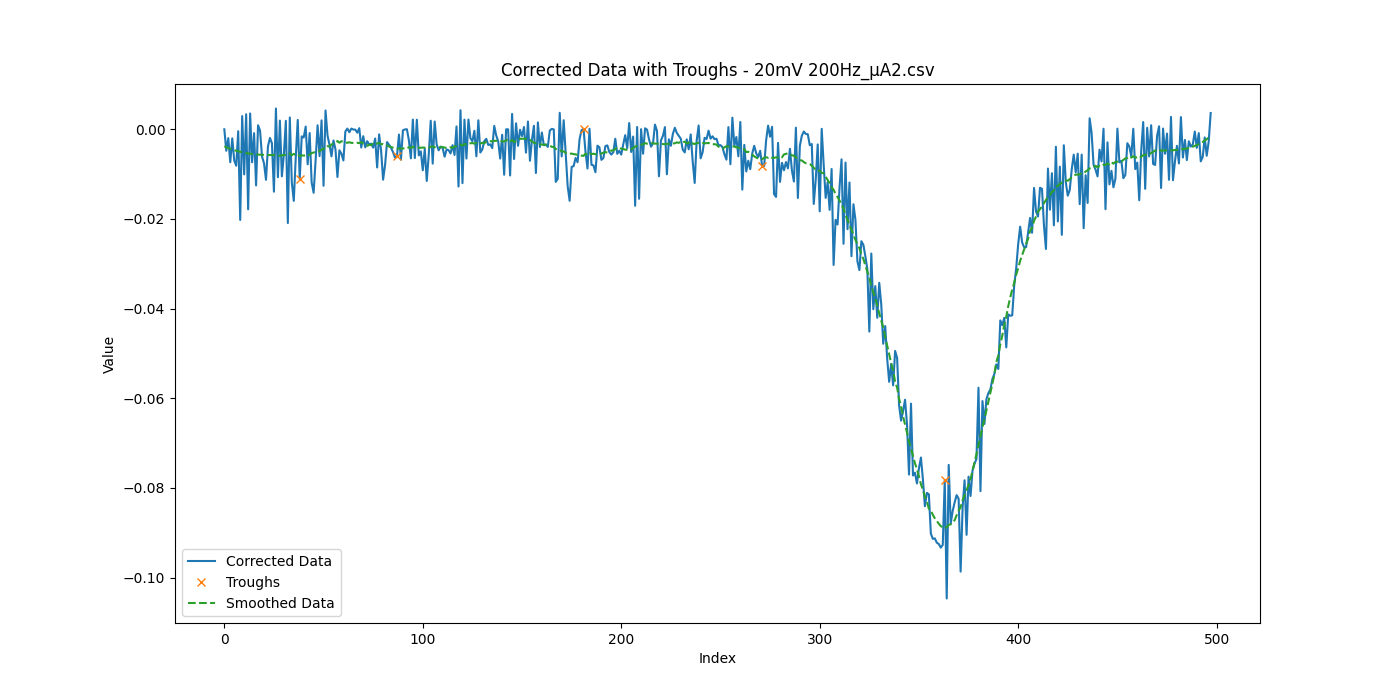 Corrected Data with Troughs - 20mV 200Hz_µA2.csv
0.00
−0.02
−0.04
−0.06
−0.08
−0.10
Value
Corrected Data
Troughs
Smoothed Data
0
100
200
300
400
500
Index